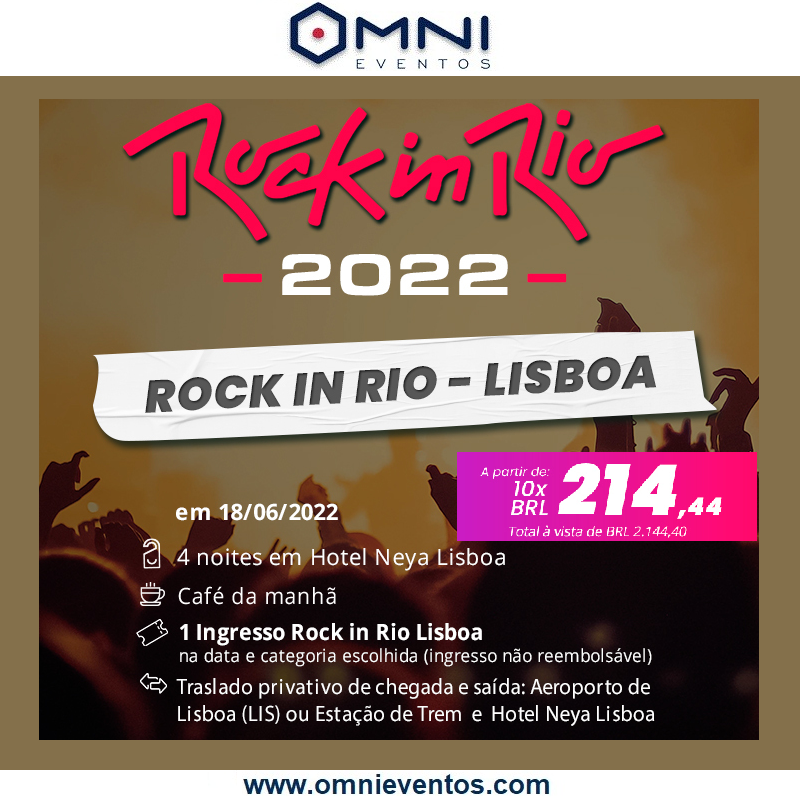 OMNI
EVENTOS
Rock in Rio
- 2022 -
ROCK IN RIO - LISBOA
A partir de:
10x
BRL 214,44
Total à vista de BRL 2.144,40
em 18/06/2022
4 noites em Hotel Neya Lisboa
Café da manhã
1 Ingresso Rock in Rio Lisboa
na data e categoria escolhida (ingresso não reembolsável)
Traslado privativo de chegada e saída: Aeroporto de
Lisboa (LIS) ou Estação de Trem e Hotel Neya Lisboa
www.omnieventos.com